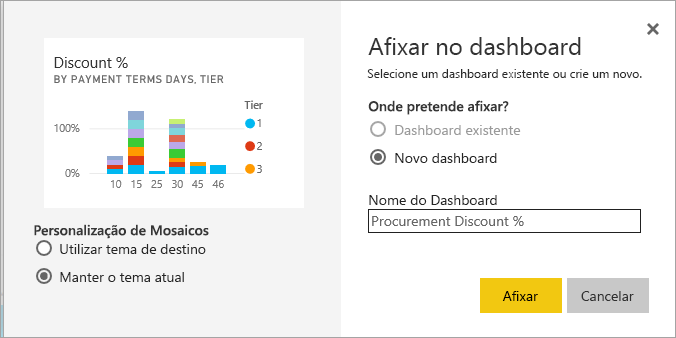 Discount %
BY PAYMENT TERMS DAYS, TIER
Tier
100%
1
2
0%
3
10 15 25 30 45 46
Personalização de Mosaicos
Utilizar tema de destino
Manter o tema atual
Afixar no dashboard
Selecione um dashboard existente ou crie um novo.
Onde pretende afixar?
Dashboard existente
Novo dashboard
Nome do Dashboard
Procurement Discount %
Afixar
Cancelar